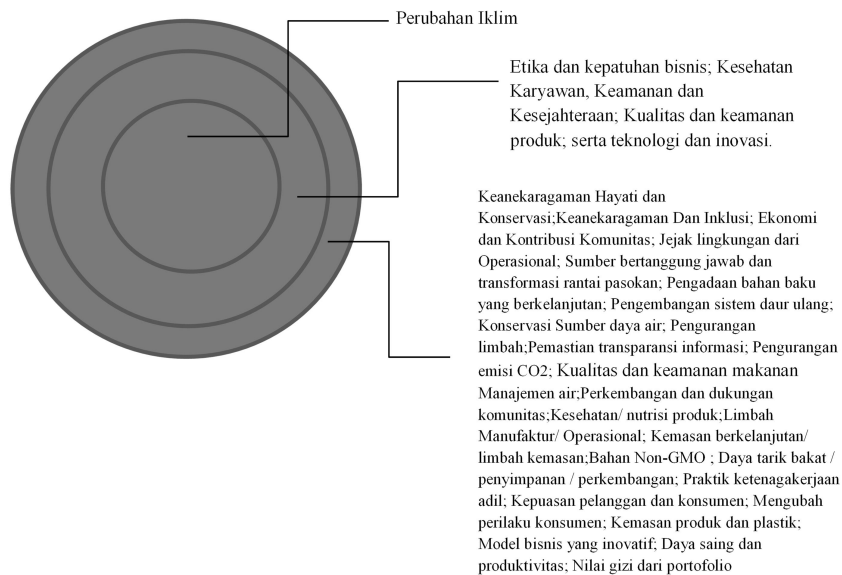 Perubahan Iklim
Etika dan kepatuhan bisnis; Kesehatan
Karyawan, Keamanan dan
Kesejahteraan; Kualitas dan keamanan
produk; serta teknologi dan inovasi.
Keanekaragaman Hayati dan
Konservasi;Keanekaragaman Dan Inklusi; Ekonomi
dan Kontribusi Komunitas; Jejak lingkungan dari
Operasional; Sumber bertanggung jawab dan
transformasi rantai pasokan; Pengadaan bahan baku
yang berkelanjutan; Pengembangan sistem daur ulang;
Konservasi Sumber daya air; Pengurangan
limbah;Pemastian transparansi informasi; Pengurangan
emisi CO2; Kualitas dan keamanan makanan
Manajemen air;Perkembangan dan dukungan
komunitas;Kesehatan/ nutrisi produk;Limbah
Manufaktur/ Operasional; Kemasan berkelanjutan/
limbah kemasan;Bahan Non-GMO ; Daya tarik bakat /
penyimpanan / perkembangan; Praktik ketenagakerjaan
adil; Kepuasan pelanggan dan konsumen; Mengubah
perilaku konsumen; Kemasan produk dan plastik;
Model bisnis yang inovatif; Daya saing dan
produktivitas; Nilai gizi dari portofolio